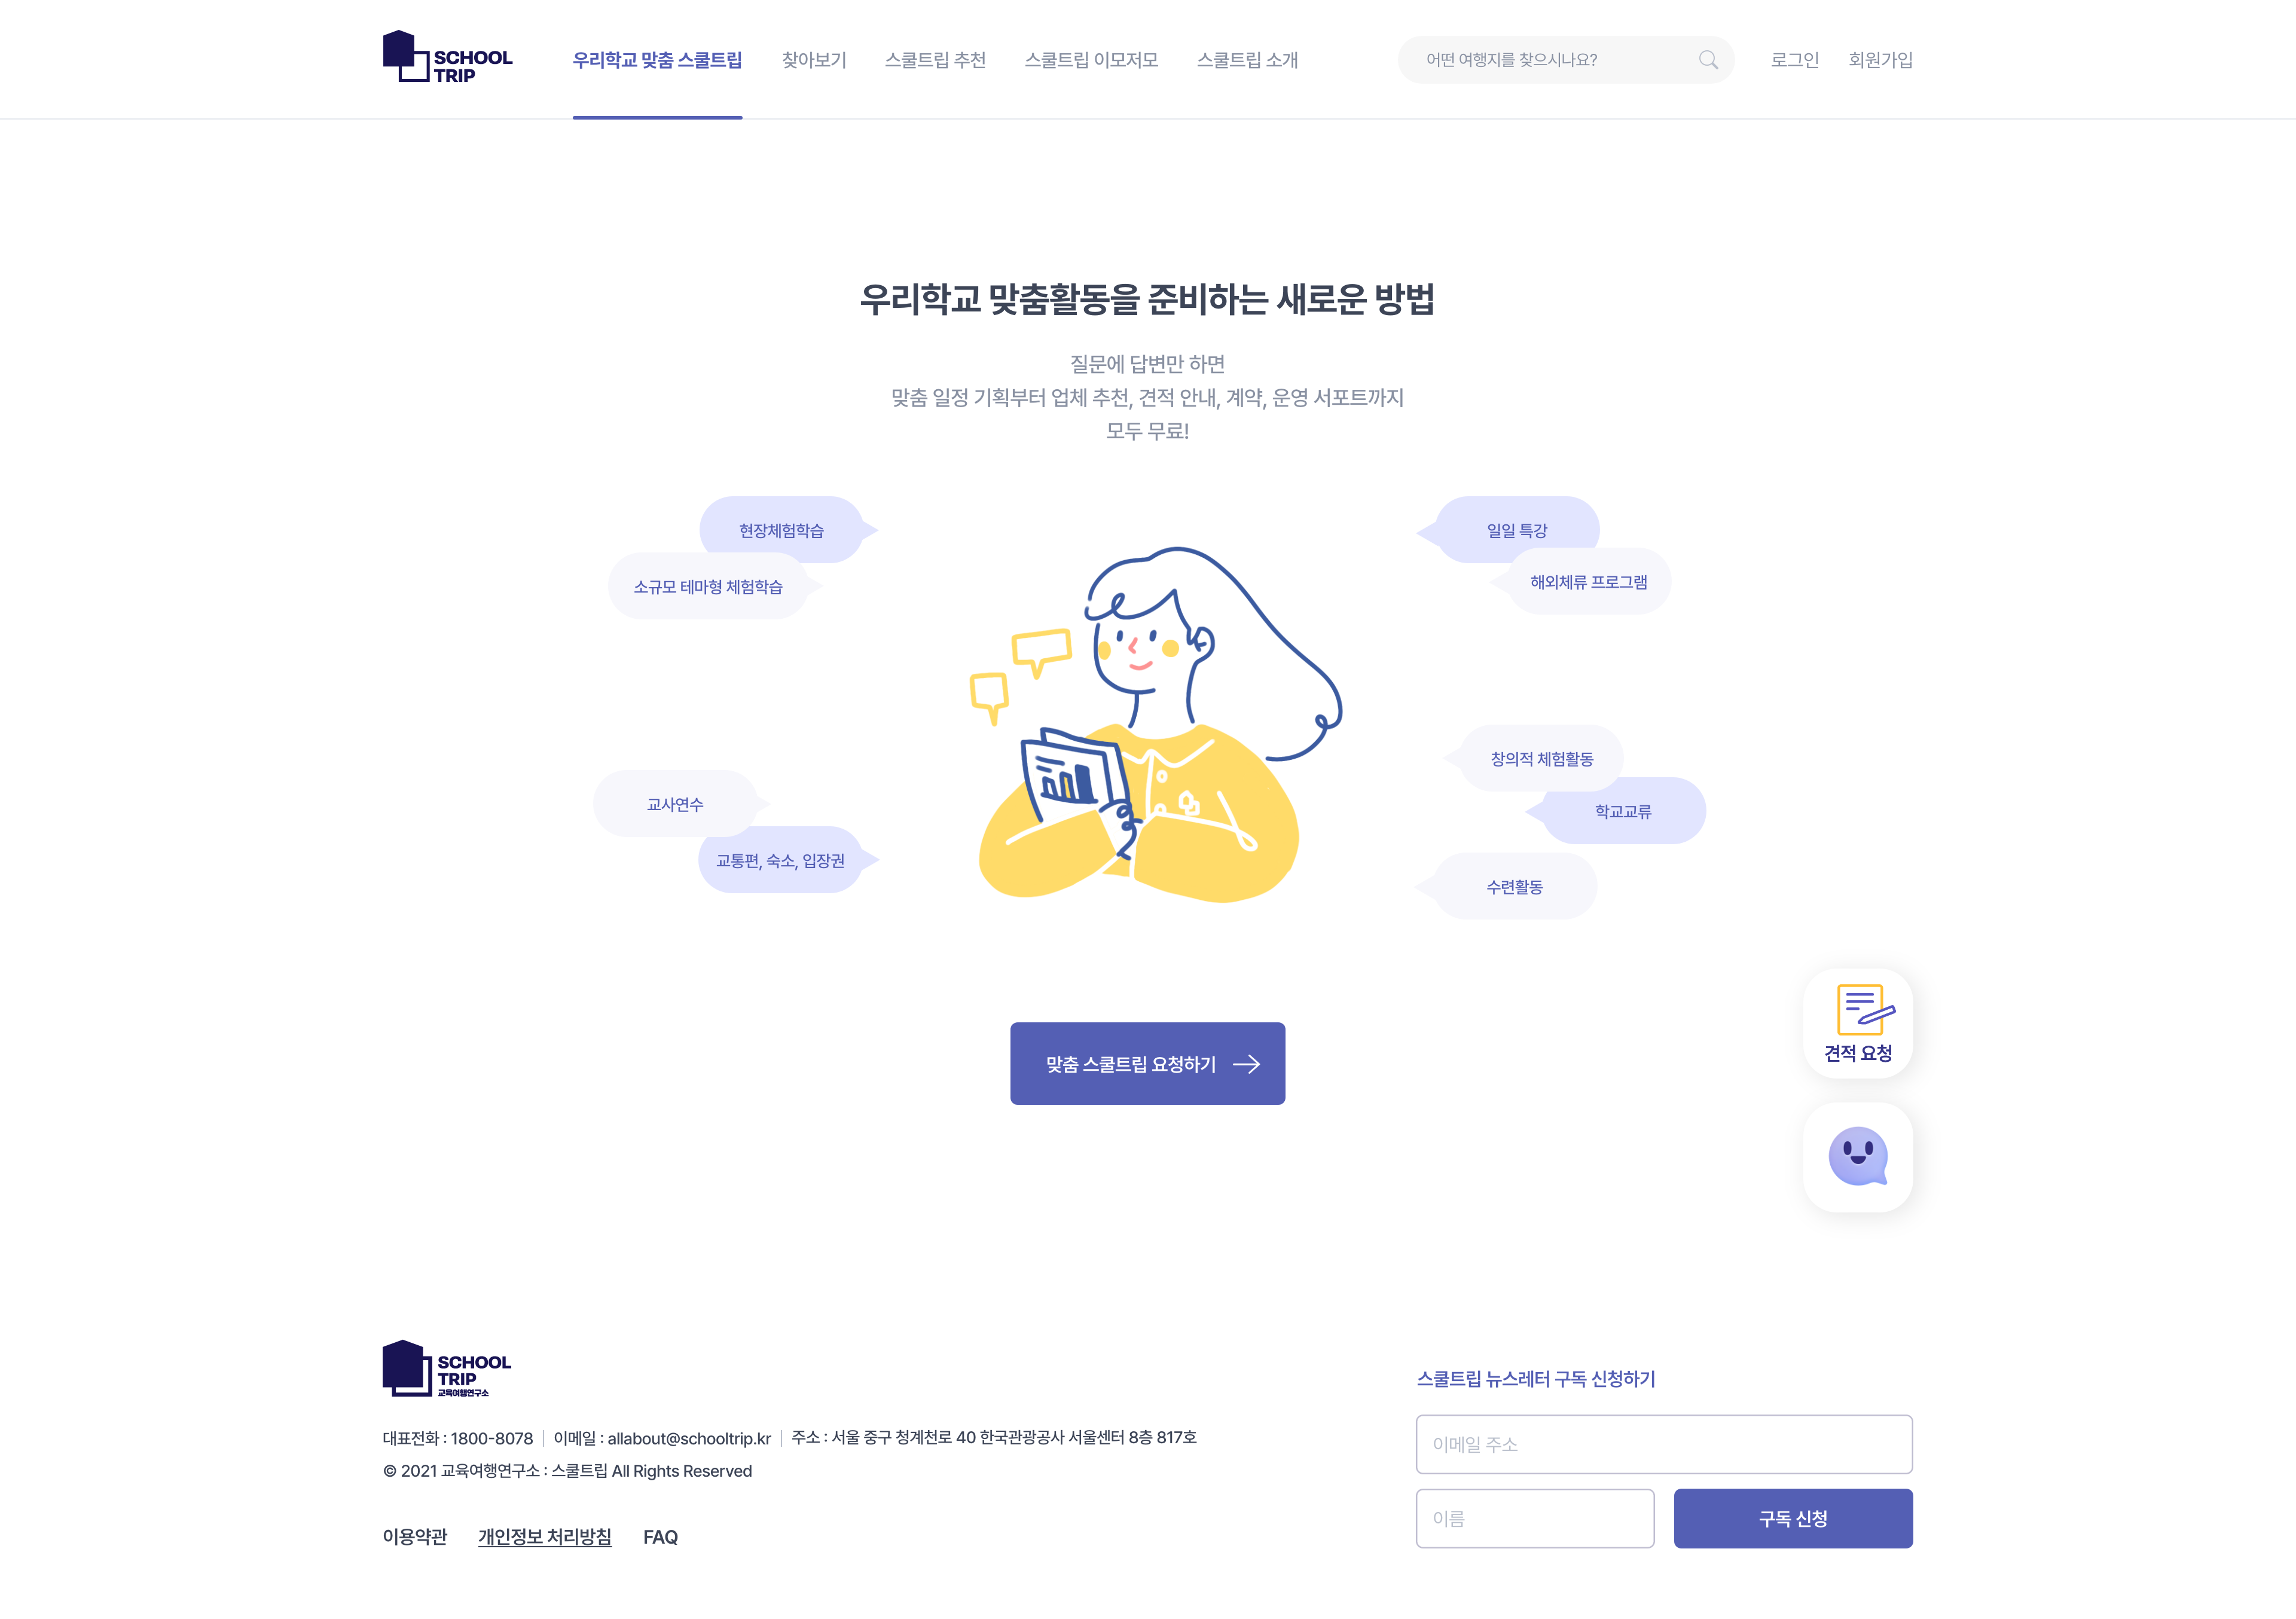 SCHOOL
TRIP
우리학교 맞춤 스쿨트립
찾아보기
스쿨트립 추천
스쿨트립 이모저모
스쿨트립 소개
어떤 여행지를 찾으시나요?
로그인
회원가입
우리학교 맞춤활동을 준비하는 새로운 방법
질문에 답변만 하면
맞춤 일정 기획부터 업체 추천, 견적 안내, 계약, 운영 서포트까지
모두 무료!
현장체험학습
소규모 테마형 체험학습
일일 특강
해외체류 프로그램
교사연수
교통편, 숙소, 입장권
창의적 체험활동
학교교류
수련활동
맞춤 스쿨트립 요청하기
견적 요청
SCHOOL
TRIP
교육여행연구소
대표전화 : 1800-8078
이메일 : allabout@schooltrip.kr
주소 : 서울 중구 청계천로 40 한국관광공사 서울센터 8층 817호
© 2021 교육여행연구소 : 스쿨트립 All Rights Reserved
이용약관
개인정보 처리방침
FAQ
스쿨트립 뉴스레터 구독 신청하기
이메일 주소
이름
구독 신청